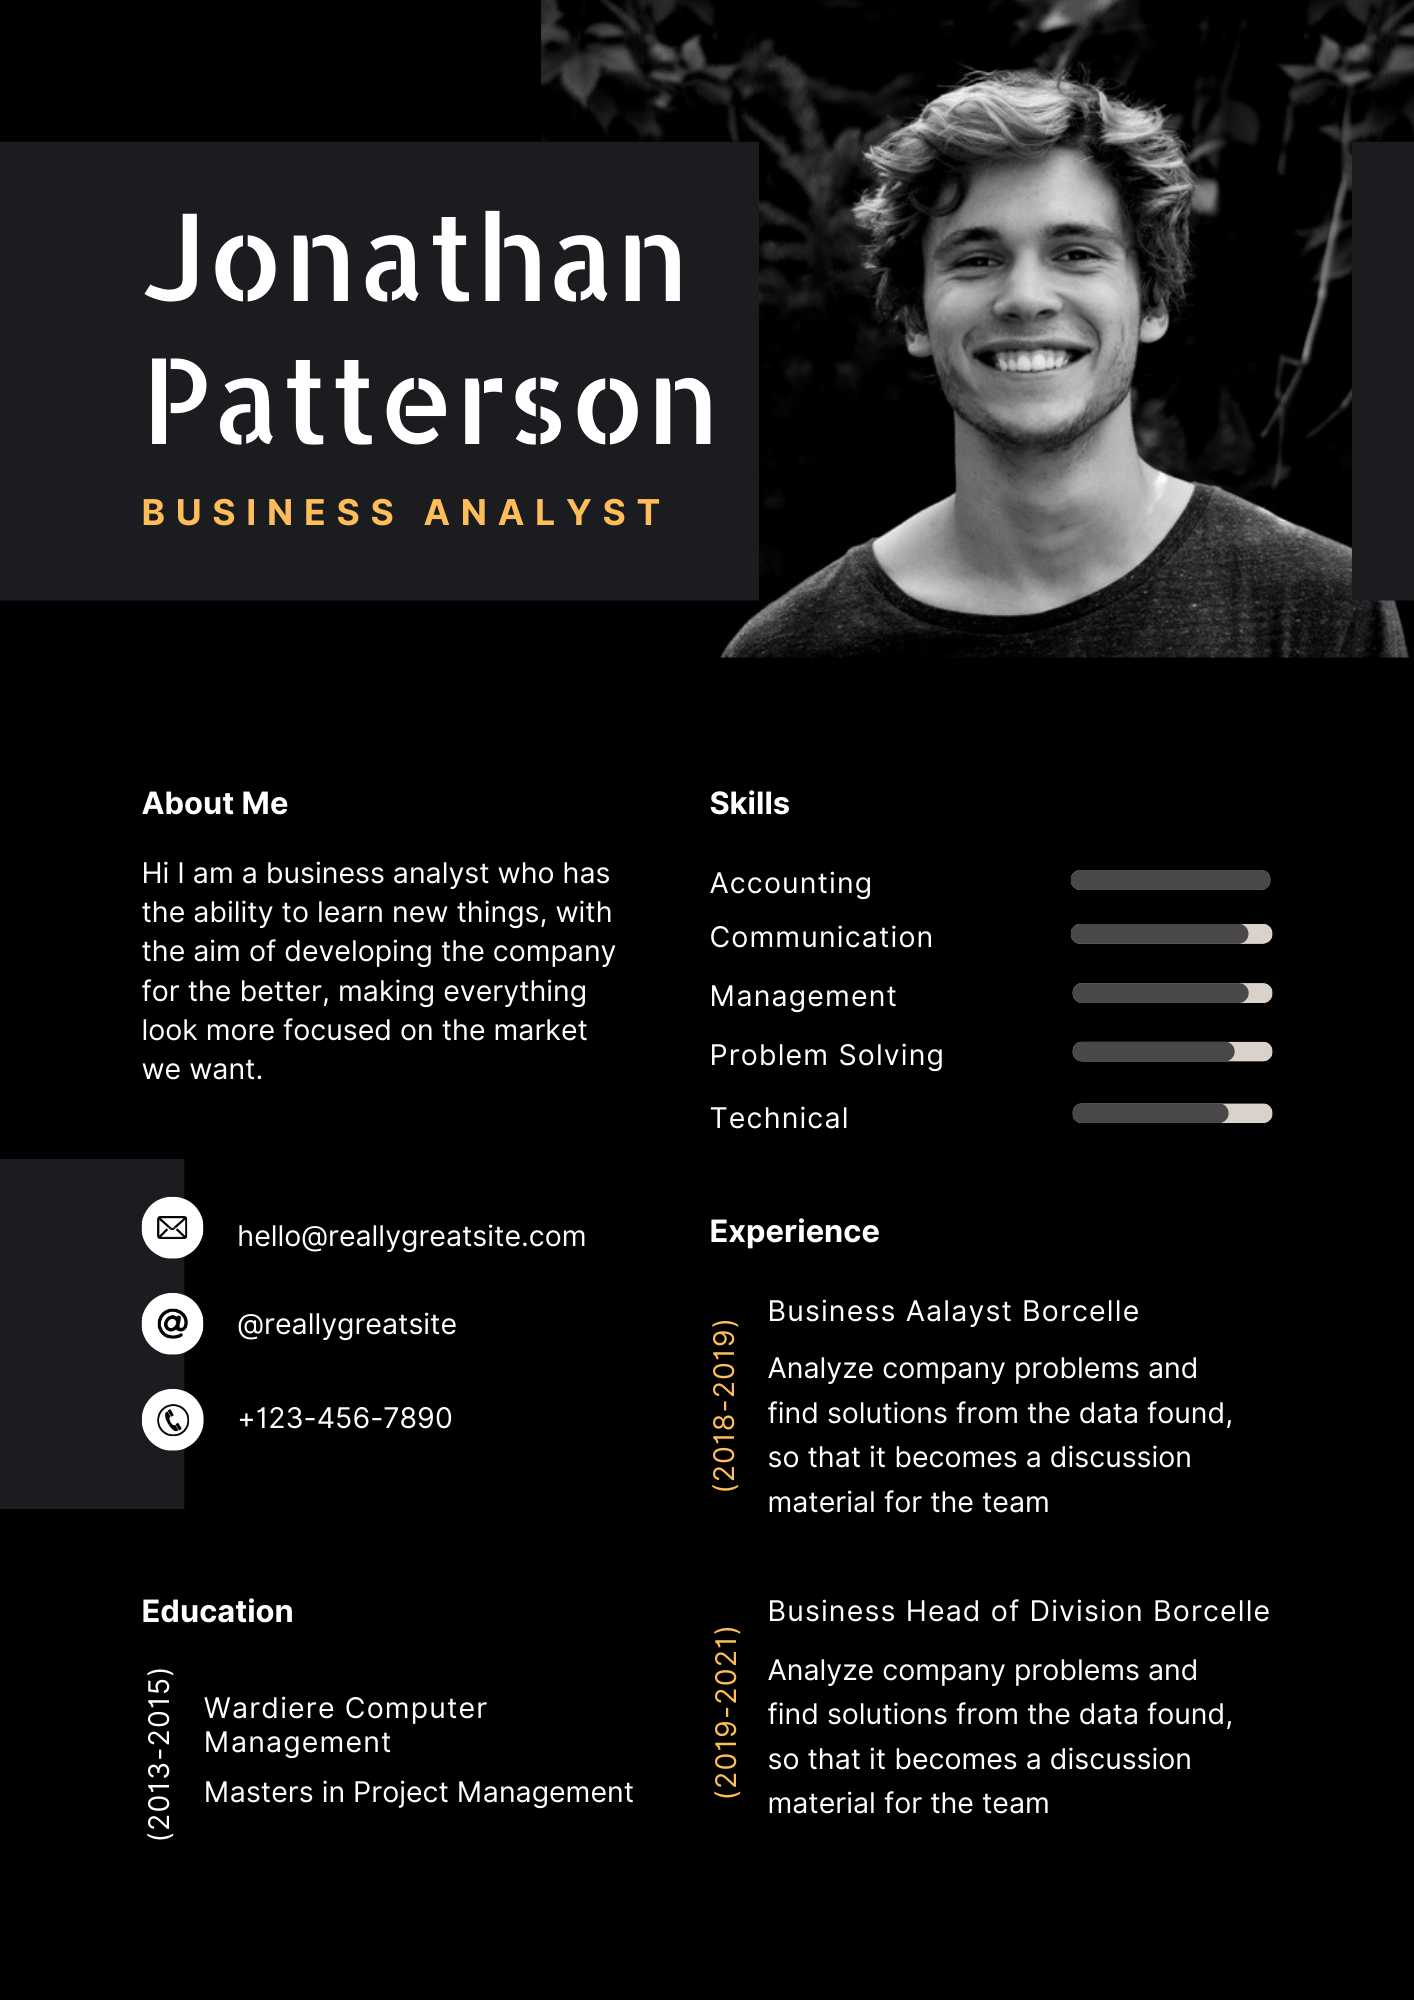 Jonathan
Patterson
BUSINESS ANALYST
About Me
Hi I am a business analyst who has
the ability to learn new things, with
the aim of developing the company
for the better, making everything
look more focused on the market
we want.
hello@reallygreatsite.com
@
@reallygreatsite
+123-456-7890
Education
(2013-2015)
Wardiere Computer
Management
Masters in Project Management
Skills
Accounting
Communication
Management
Problem Solving
Technical
Experience
(2018-2019)
Business Aalayst Borcelle
Analyze company problems and
find solutions from the data found,
so that it becomes a discussion
material for the team
(2019-2021)
Business Head of Division Borcelle
Analyze company problems and
find solutions from the data found,
so that it becomes a discussion
material for the team